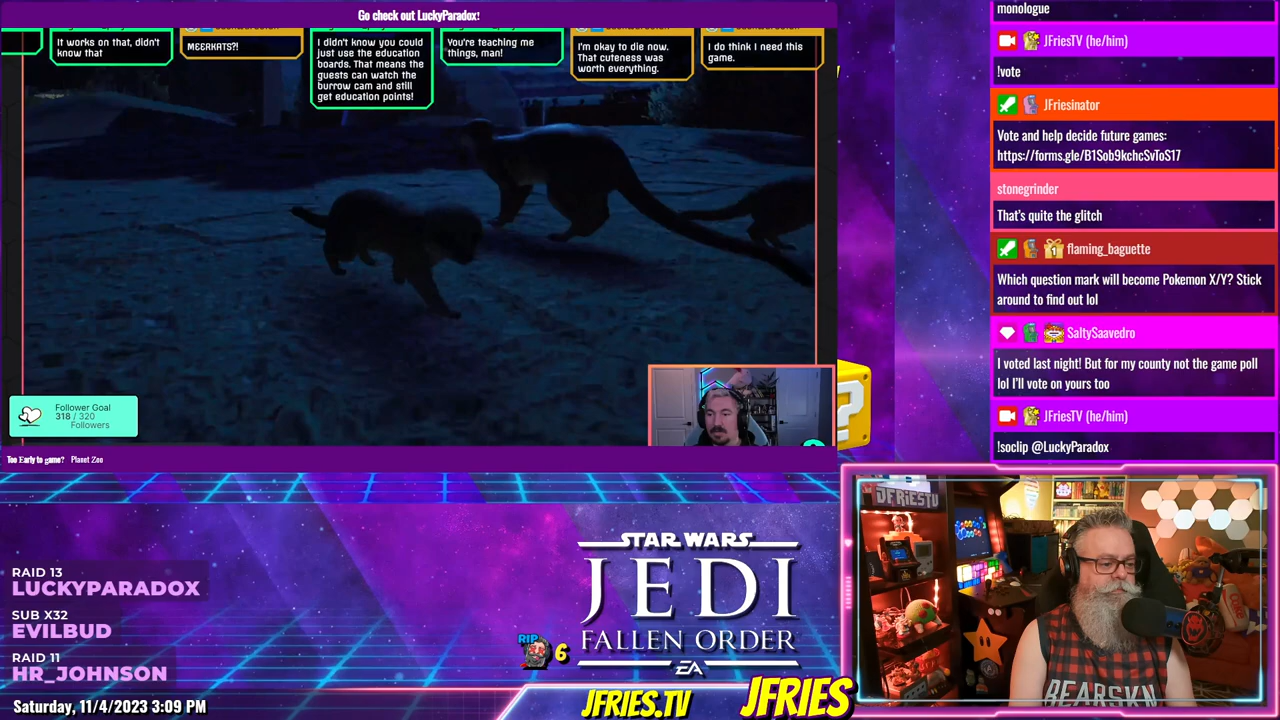 Go check out LuckyParadox!
It works on that, didn't
know that
MEERKATS?!
I didn't know you could
just use the education
boards. That means the
guests can watch the
burrow cam and still
get education points!
You're teaching me
things, man!
I'm okay to die now.
That cuteness was
worth everything.
I do think I need this
game.
Follower Goal
318 / 320
Followers
Too Early to game? Planet Zoo
monologue
JFriesTV (he/him)
!vote
JFriesinator
Vote and help decide future games:
https://forms.gle/B1Sob9kchcSvToS17
stonegrinder
That's quite the glitch
flaming_baguette
Which question mark will become Pokemon X/Y? Stick
around to find out lol
SaltySaavedro
I voted last night! But for my county not the game poll
lol I'll vote on yours too
JFriesTV (he/him)
!soclip @LuckyParadox
RAID 13
LUCKYPARADOX
SUB X32
EVILBUD
RAID 11
HR_JOHNSON
Saturday, 11/4/2023 3:09 PM
RIP
6
STAR WARS
JEDI
FALLEN ORDER
EA
JFRIES.TV
JFRIES
JFRIESTV
BEARSKN